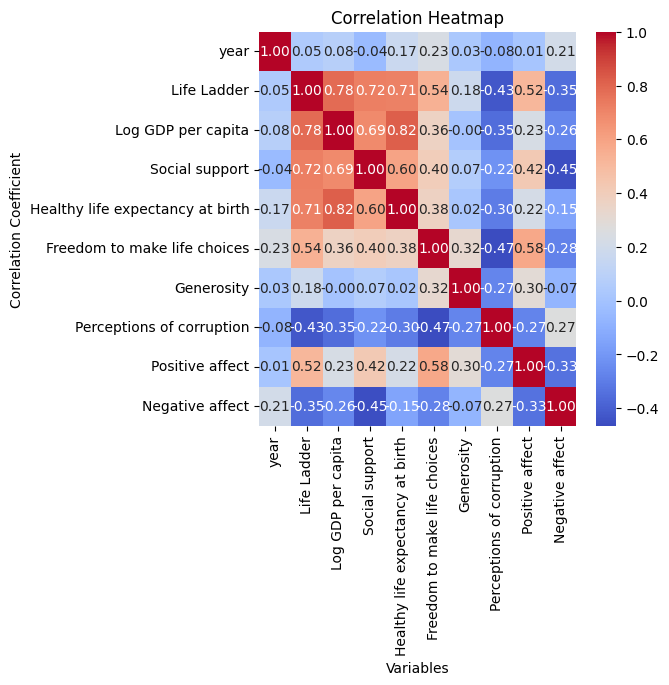 Correlation Heatmap
year 1.00 0.05 0.08 -0.04 0.17 0.23 0.03 -0.08 0.01 0.21
Life Ladder 0.05 1.00 0.78 0.72 0.71 0.54 0.18 -0.43 0.52 -0.35
Log GDP per capita 0.08 0.78 1.00 0.69 0.82 0.36 -0.00 -0.35 0.23 -0.26
Social support -0.04 0.72 0.69 1.00 0.60 0.40 0.07 -0.22 0.42 -0.45
Healthy life expectancy at birth 0.17 0.71 0.82 0.60 1.00 0.38 0.02 -0.30 0.22 -0.15
Freedom to make life choices 0.23 0.54 0.36 0.40 0.38 1.00 0.32 -0.47 0.58 -0.28
Generosity 0.03 0.18 -0.00 0.07 0.02 0.32 1.00 -0.27 0.30 -0.07
Perceptions of corruption -0.08 -0.43 -0.35 -0.22 -0.30 -0.47 -0.27 1.00 -0.27 0.27
Positive affect 0.01 0.52 0.23 0.42 0.22 0.58 0.30 -0.27 1.00 -0.33
Negative affect 0.21 -0.35 -0.26 -0.45 -0.15 -0.28 -0.07 0.27 -0.33 1.00
Correlation Coefficient
year
Life Ladder
Log GDP per capita
Social support
Healthy life expectancy at birth
Freedom to make life choices
Generosity
Perceptions of corruption
Positive affect
Negative affect
Variables
1.0
0.8
0.6
0.4
0.2
0.0
−0.2
−0.4